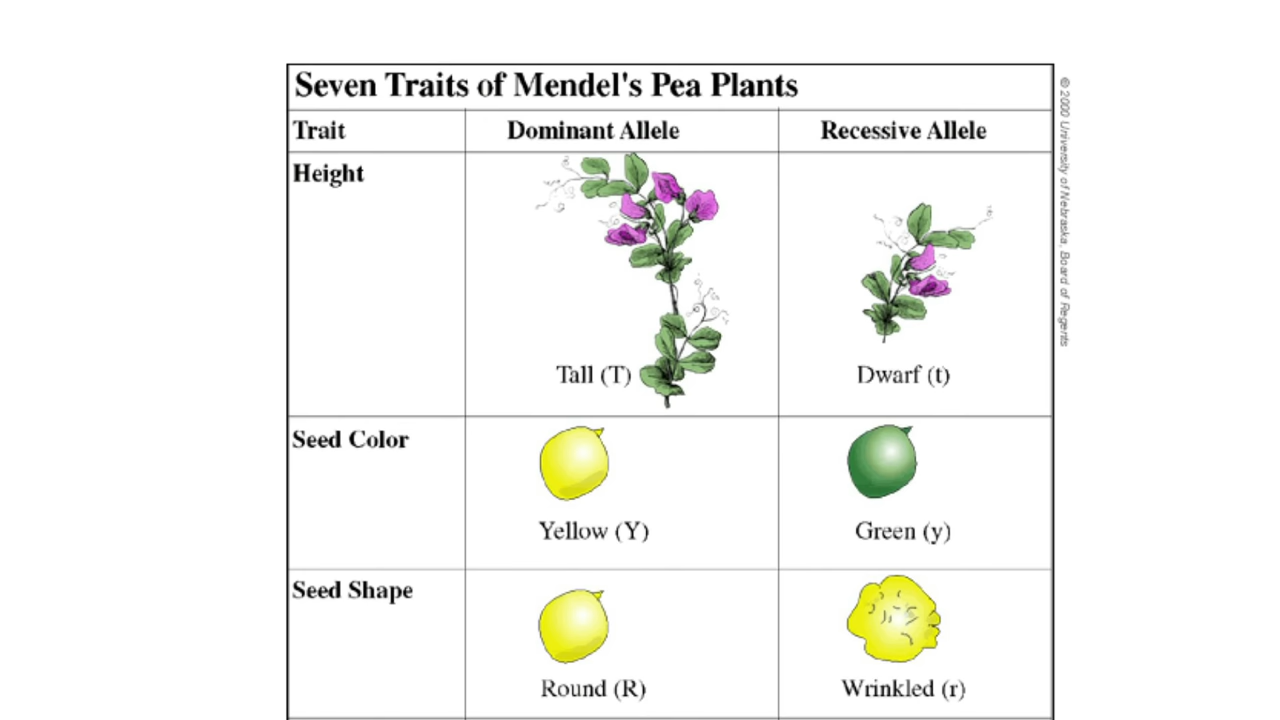 Seven Traits of Mendel's Pea Plants
Trait Dominant Allele Recessive Allele
Height
Tall (T) Dwarf (t)
Seed Color
Yellow (Y) Green (y)
Seed Shape
Round (R) Wrinkled (r)
© 2000 University of Nebraska, Board of Regents